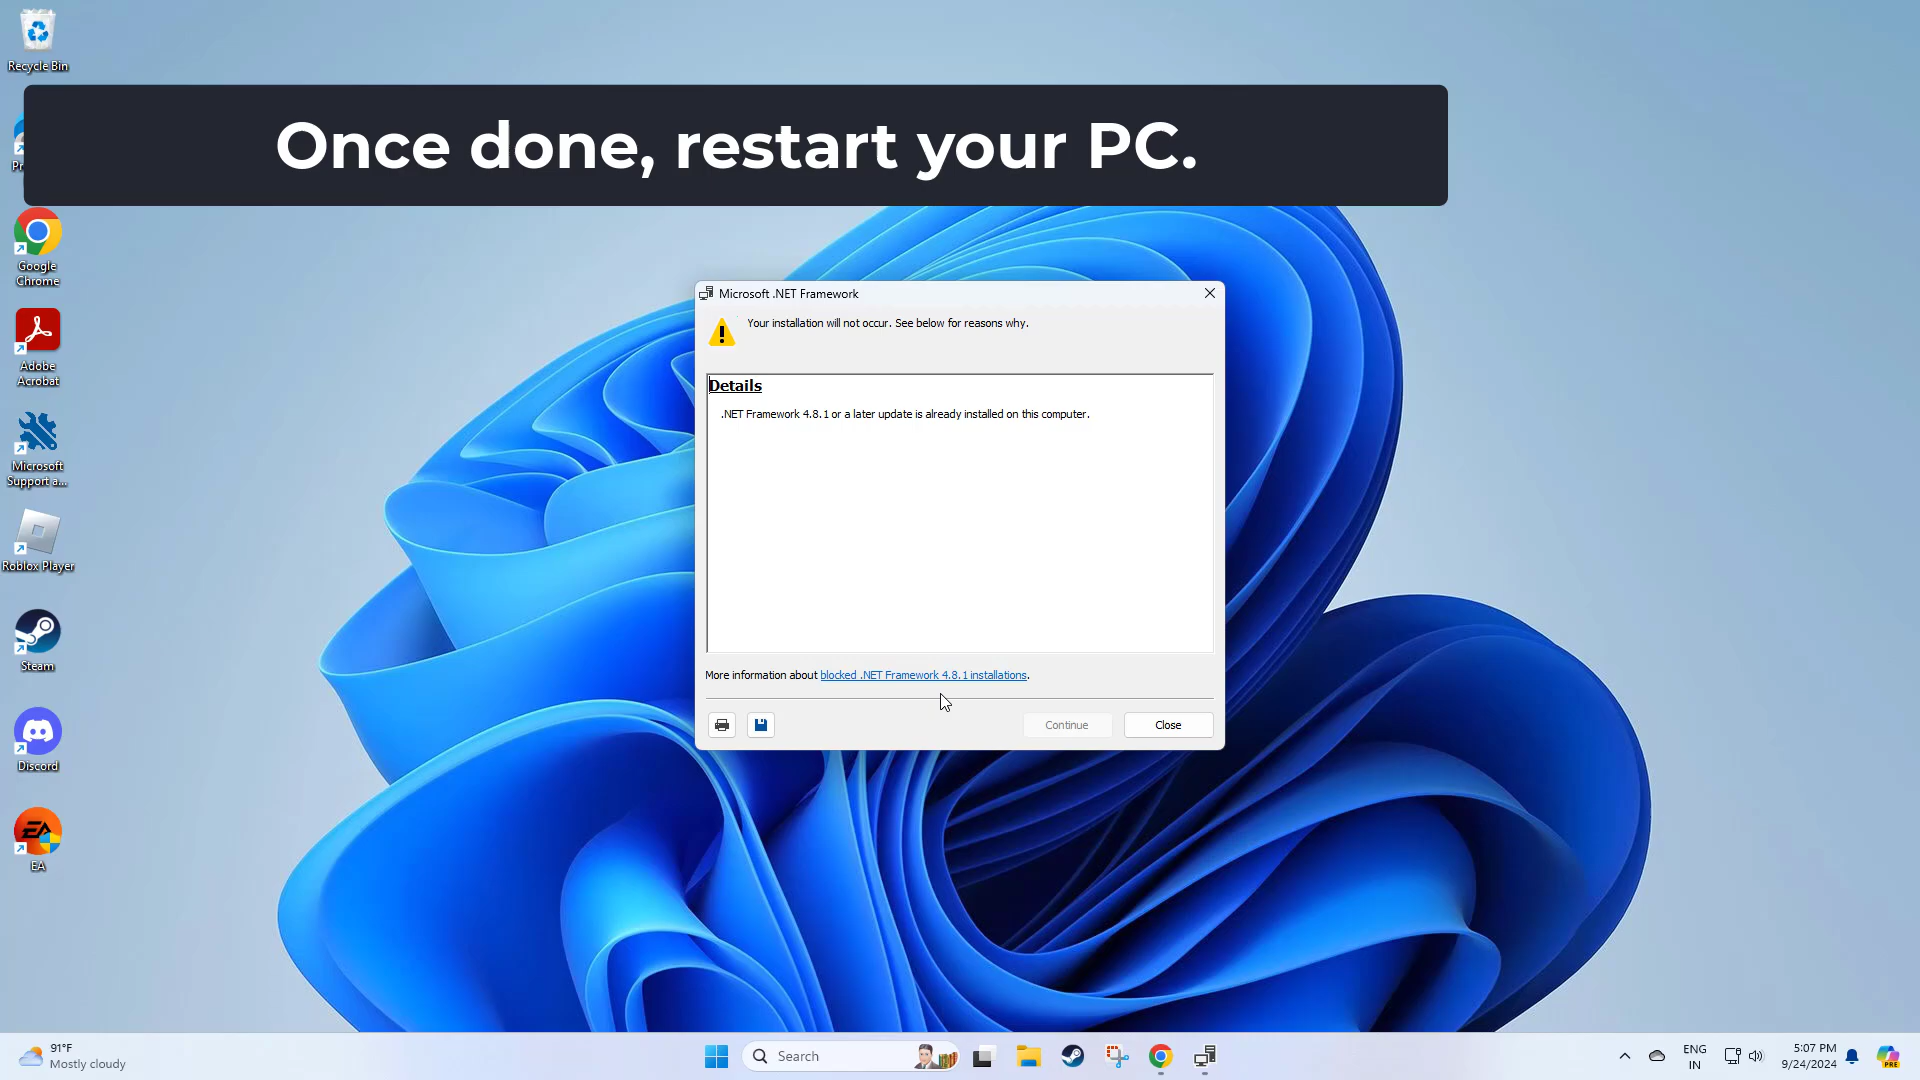 Recycle Bin
Once done, restart your PC.
Pr
Google
Chrome
Adobe
Acrobat
Microsoft
Support a...
Roblox Player
Steam
Discord
EA
EA
Microsoft .NET Framework
Your installation will not occur. See below for reasons why.
Details
.NET Framework 4.8.1 or a later update is already installed on this computer.
More information about blocked .NET Framework 4.8.1 installations.
Continue
Close
91°F
Mostly cloudy
Search
ENG
IN
5:07 PM
9/24/2024
PRE